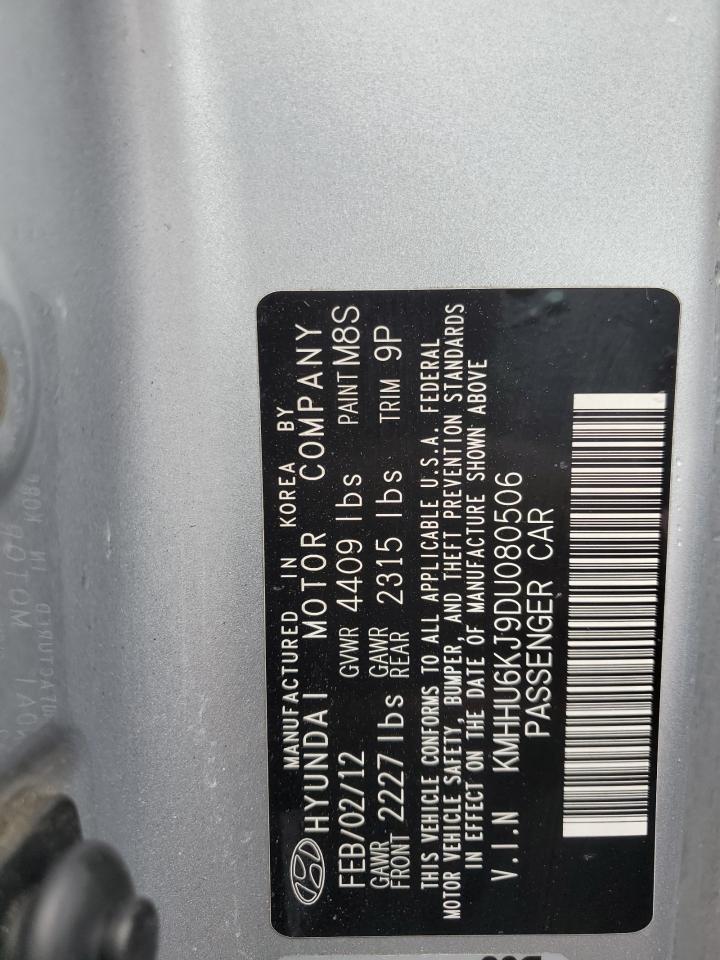 MANUFACTURED IN KOREA BY
HYUNDAI MOTOR COMPANY
FEB/02/12 GVWR 4409 lbs PAINT M8S
GAWR FRONT 2227 lbs GAWR REAR 2315 lbs TRIM 9P
THIS VEHICLE CONFORMS TO ALL APPLICABLE U.S.A. FEDERAL
MOTOR VEHICLE SAFETY, BUMPER, AND THEFT PREVENTION STANDARDS
IN EFFECT ON THE DATE OF MANUFACTURE SHOWN ABOVE
V.I.N KMHHU6KJ9DU080506
PASSENGER CAR